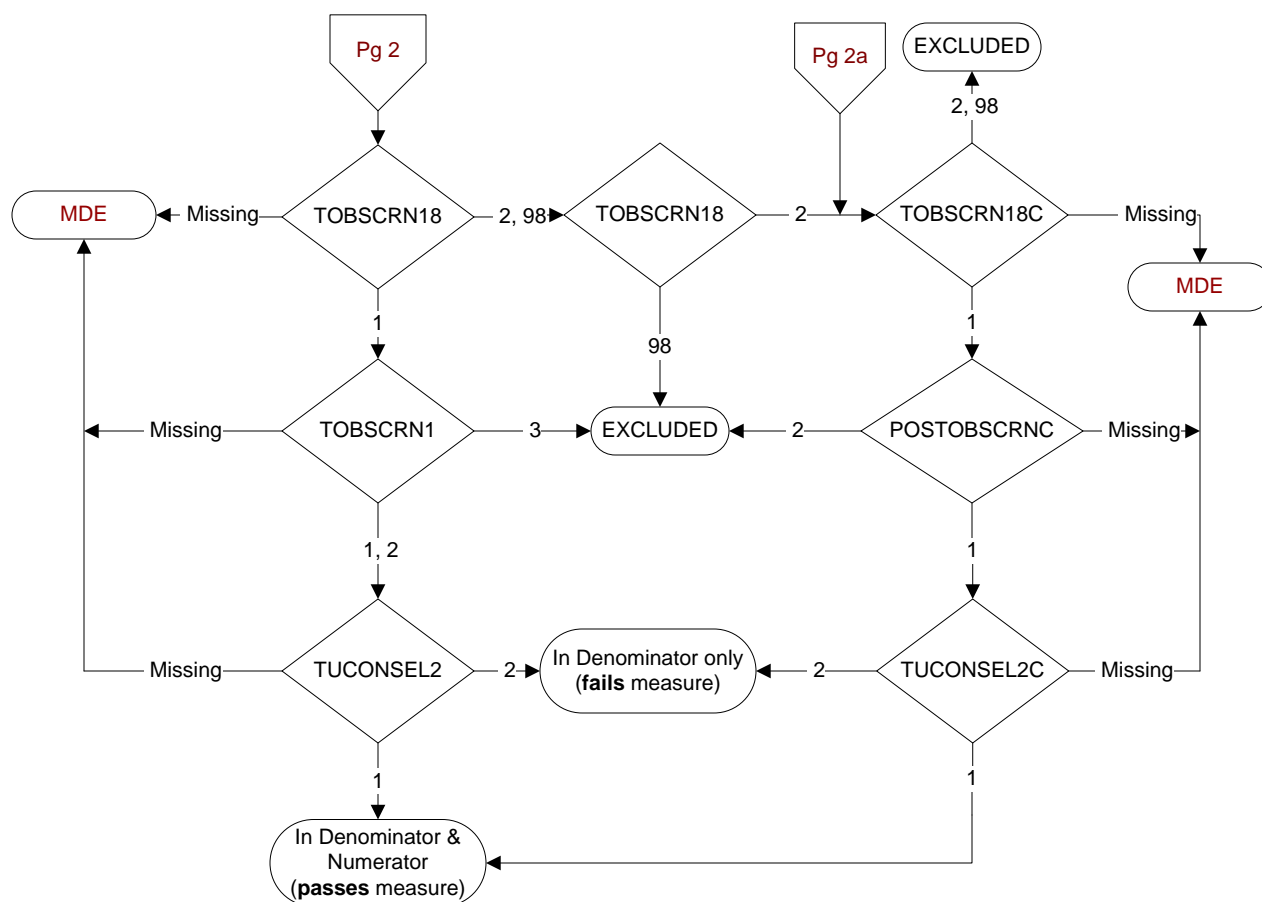 Pg 2
Pg 2a
EXCLUDED
2, 98
MDE
Missing
TOBSCRN18
2, 98
TOBSCRN18
2
TOBSCRN18C
Missing
MDE
1
98
1
Missing
TOBSCRN1
3
EXCLUDED
2
POSTOBSCRNC
Missing
1, 2
1
Missing
TUCONSEL2
2
In Denominator only
(fails measure)
2
TUCONSEL2C
Missing
1
1
In Denominator &
Numerator
(passes measure)